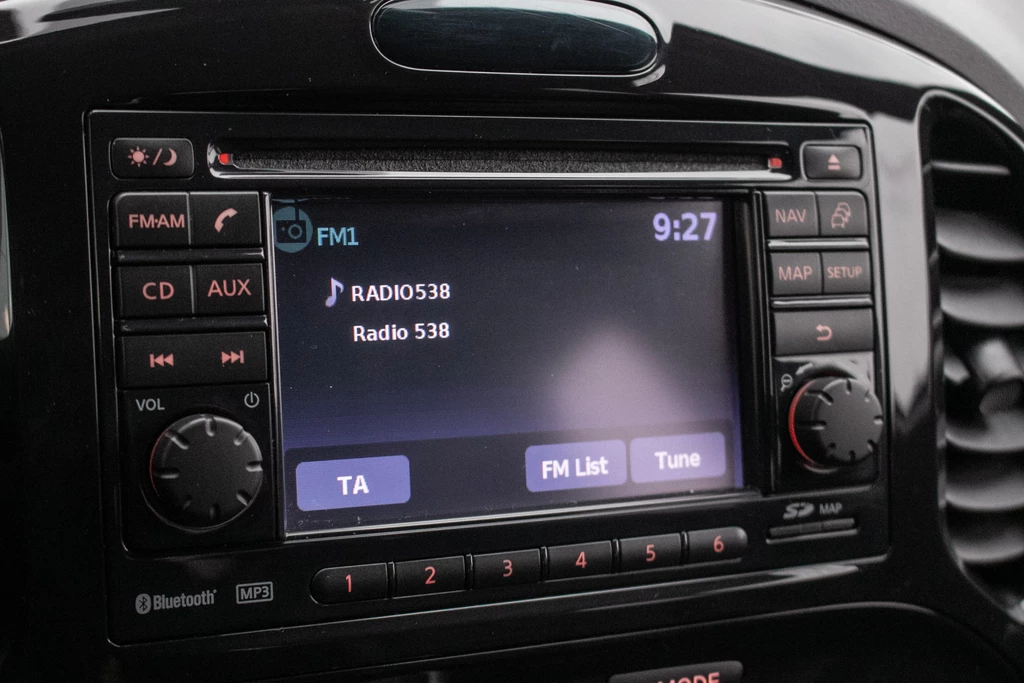 FM·AM
CD AUX
VOL
FM1
9:27
RADIO538
Radio 538
TA FM List Tune
NAV
MAP SETUP
SD MAP
1 2 3 4 5 6
Bluetooth MP3
MODE